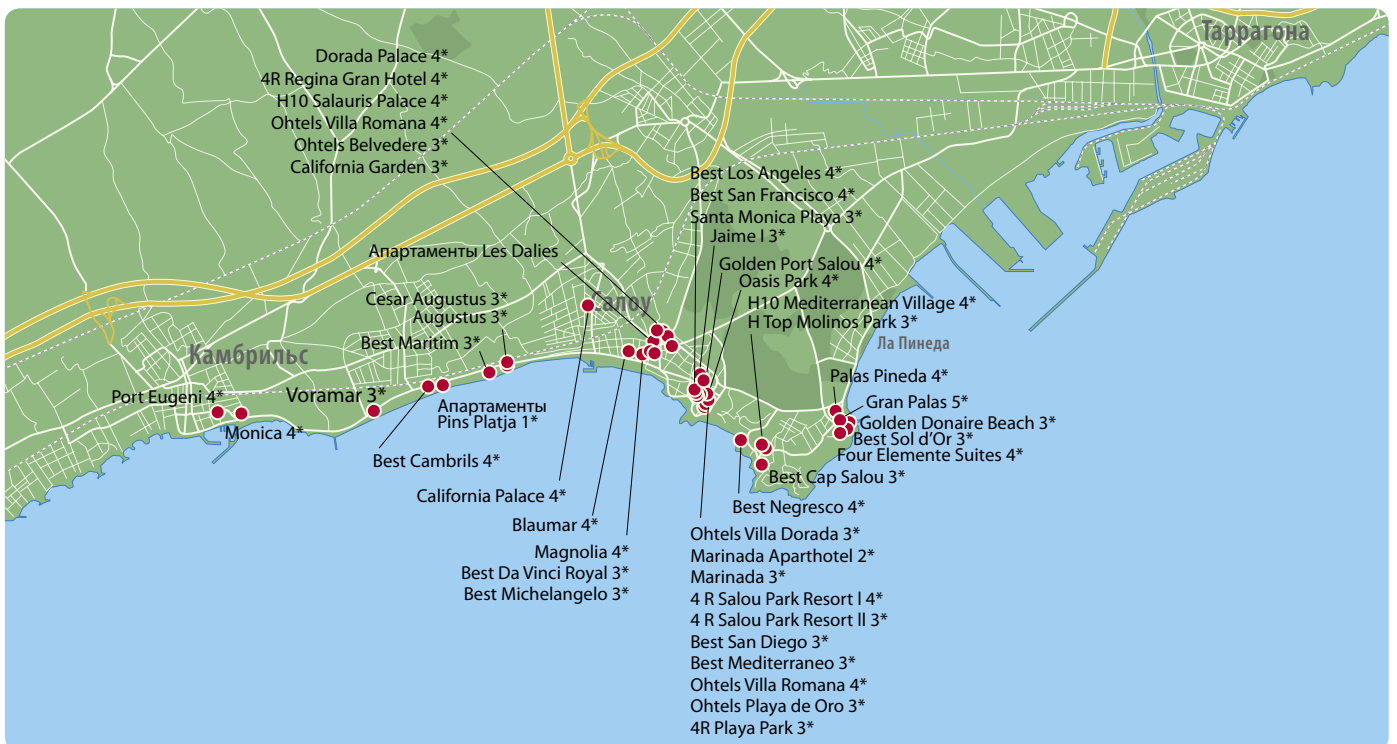 Таррагона
Dorada Palace 4*
4R Regina Gran Hotel 4*
H10 Salauris Palace 4*
Ohtels Villa Romana 4*
Ohtels Belvedere 3*
California Garden 3*
Best Los Angeles 4*
Best San Francisco 4*
Santa Monica Playa 3*
Jaime I 3*
Апартаменты Les Dalies
Golden Port Salou 4*
Oasis Park 4*
H10 Mediterranean Village 4*
H Top Molinos Park 3*
Cesar Augustus 3*
Augustus 3*
Best Maritim 3*
Салоу
Ла Пинеда
Камбрильс
Port Eugeni 4*
Monica 4*
Voramar 3*
Апартаменты
Pins Platja 1*
Palas Pineda 4*
Gran Palas 5*
Golden Donaire Beach 3*
Best Sol d’Or 3*
Four Elemente Suites 4*
Best Cap Salou 3*
Best Cambrils 4*
California Palace 4*
Best Negresco 4*
Blaumar 4*
Magnolia 4*
Best Da Vinci Royal 3*
Best Michelangelo 3*
Ohtels Villa Dorada 3*
Marinada Aparthotel 2*
Marinada 3*
4 R Salou Park Resort l 4*
4 R Salou Park Resort ll 3*
Best San Diego 3*
Best Mediterraneo 3*
Ohtels Villa Romana 4*
Ohtels Playa de Oro 3*
4R Playa Park 3*